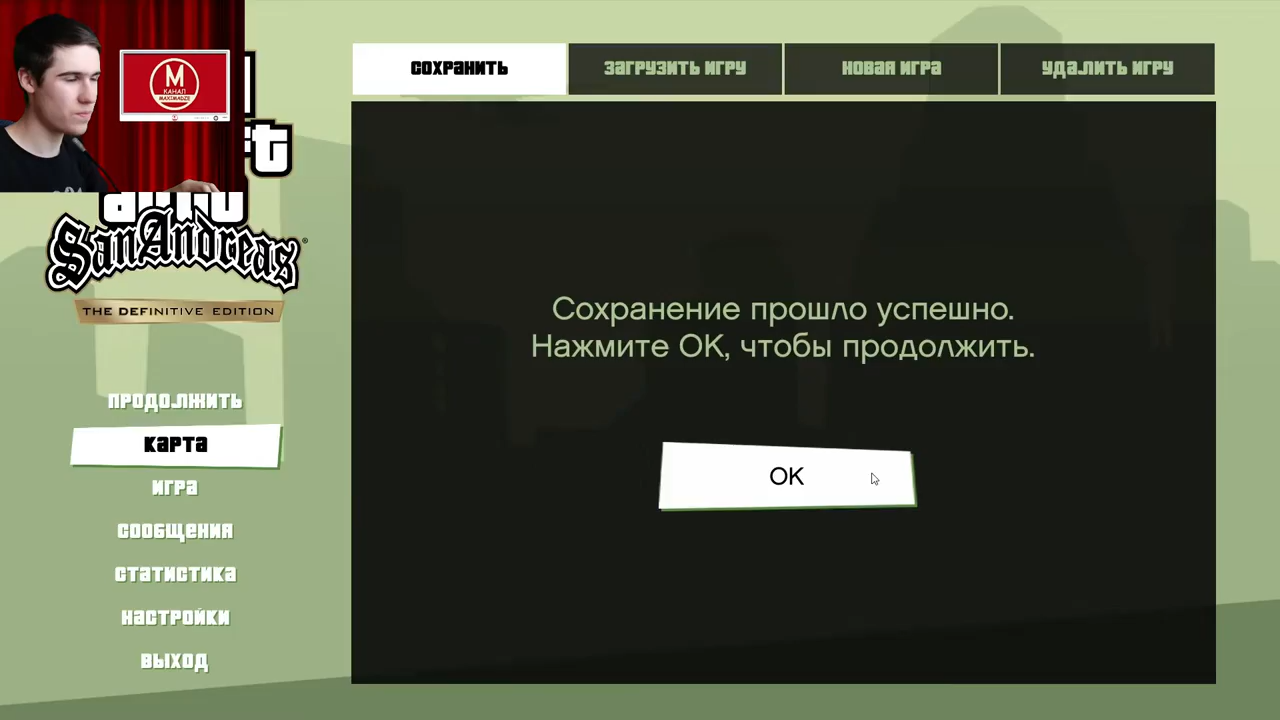 M
КАНАЛ
MAXIMADZE
San Andreas
THE DEFINITIVE EDITION
СОХРАНИТЬ
ЗАГРУЗИТЬ ИГРУ
НОВАЯ ИГРА
УДАЛИТЬ ИГРУ
Сохранение прошло успешно.
Нажмите ОК, чтобы продолжить.
ОК
ПРОДОЛЖИТЬ
КАРТА
ИГРА
СООБЩЕНИЯ
СТАТИСТИКА
НАСТРОЙКИ
ВЫХОД